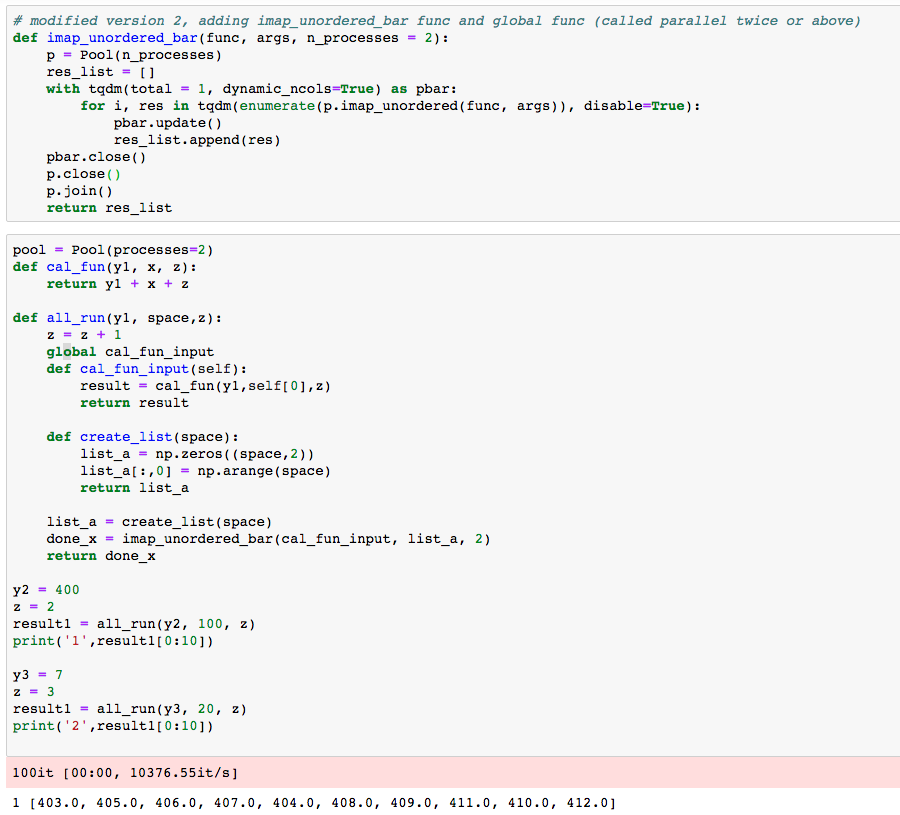 # modified version 2, adding imap_unordered_bar func and global func (called parallel twice or above)
def imap_unordered_bar(func, args, n_processes = 2):
    p = Pool(n_processes)
    res_list = []
    with tqdm(total = 1, dynamic_ncols=True) as pbar:
        for i, res in tqdm(enumerate(p.imap_unordered(func, args)), disable=True):
            pbar.update()
            res_list.append(res)
    pbar.close()
    p.close()
    p.join()
    return res_list
pool = Pool(processes=2)
def cal_fun(y1, x, z):
    return y1 + x + z
def all_run(y1, space,z):
    z = z + 1
    global cal_fun_input
    def cal_fun_input(self):
        result = cal_fun(y1,self[0],z)
        return result
    def create_list(space):
        list_a = np.zeros((space,2))
        list_a[:,0] = np.arange(space)
        return list_a
    list_a = create_list(space)
    done_x = imap_unordered_bar(cal_fun_input, list_a, 2)
    return done_x
y2 = 400
z = 2
result1 = all_run(y2, 100, z)
print('1',result1[0:10])
y3 = 7
z = 3
result1 = all_run(y3, 20, z)
print('2',result1[0:10])
100it [00:00, 10376.55it/s]
1 [403.0, 405.0, 406.0, 407.0, 404.0, 408.0, 409.0, 411.0, 410.0, 412.0]